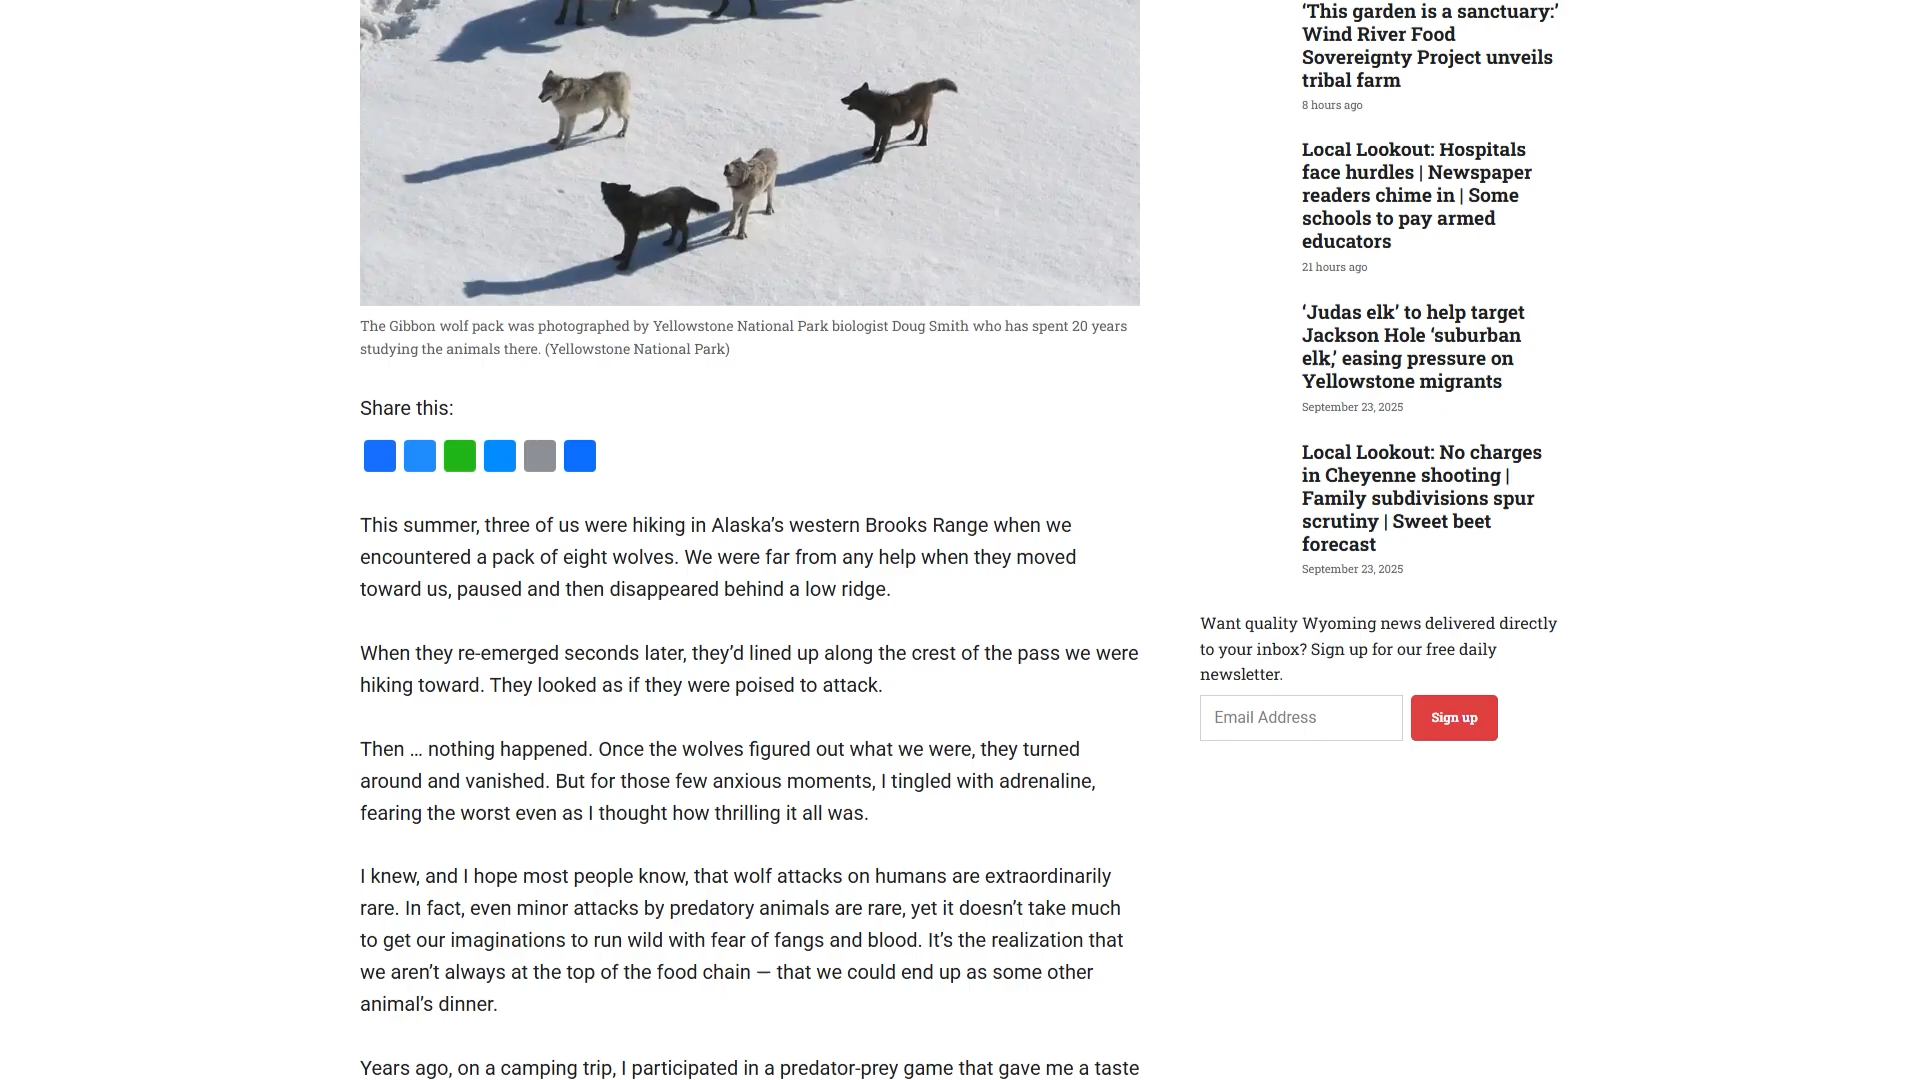 The Gibbon wolf pack was photographed by Yellowstone National Park biologist Doug Smith who has spent 20 years
studying the animals there. (Yellowstone National Park)
Share this:
This summer, three of us were hiking in Alaska’s western Brooks Range when we
encountered a pack of eight wolves. We were far from any help when they moved
toward us, paused and then disappeared behind a low ridge.
When they re-emerged seconds later, they’d lined up along the crest of the pass we were
hiking toward. They looked as if they were poised to attack.
Then … nothing happened. Once the wolves figured out what we were, they turned
around and vanished. But for those few anxious moments, I tingled with adrenaline,
fearing the worst even as I thought how thrilling it all was.
I knew, and I hope most people know, that wolf attacks on humans are extraordinarily
rare. In fact, even minor attacks by predatory animals are rare, yet it doesn’t take much
to get our imaginations to run wild with fear of fangs and blood. It’s the realization that
we aren’t always at the top of the food chain — that we could end up as some other
animal’s dinner.
Years ago, on a camping trip, I participated in a predator-prey game that gave me a taste
‘This garden is a sanctuary:’
Wind River Food
Sovereignty Project unveils
tribal farm
8 hours ago
Local Lookout: Hospitals
face hurdles | Newspaper
readers chime in | Some
schools to pay armed
educators
21 hours ago
‘Judas elk’ to help target
Jackson Hole ‘suburban
elk,’ easing pressure on
Yellowstone migrants
September 23, 2025
Local Lookout: No charges
in Cheyenne shooting |
Family subdivisions spur
scrutiny | Sweet beet
forecast
September 23, 2025
Want quality Wyoming news delivered directly
to your inbox? Sign up for our free daily
newsletter.
Email Address
Sign up